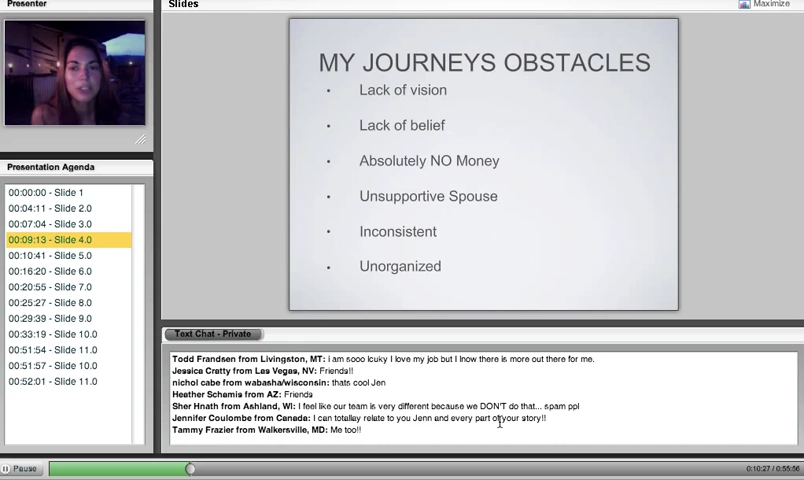 Presenter
Slides
Maximize
MY JOURNEYS OBSTACLES
• Lack of vision
• Lack of belief
• Absolutely NO Money
• Unsupportive Spouse
• Inconsistent
• Unorganized
Presentation Agenda
00:00:00 - Slide 1
00:04:11 - Slide 2.0
00:07:04 - Slide 3.0
00:09:13 - Slide 4.0
00:10:41 - Slide 5.0
00:16:20 - Slide 6.0
00:20:55 - Slide 7.0
00:25:27 - Slide 8.0
00:29:39 - Slide 9.0
00:33:19 - Slide 10.0
00:51:54 - Slide 11.0
00:51:57 - Slide 10.0
00:52:01 - Slide 11.0
Text Chat - Private
Todd Frandsen from Livingston, MT: i am sooo lcuky I love my job but I lnow there is more out there for me.
Jessica Cratty from Las Vegas, NV: Friends!!
nichol cabe from wabasha/wisconsin: thats cool Jen
Heather Schamis from AZ: Friends
Sher Hnath from Ashland, WI: I feel like our team is very different because we DON'T do that... spam ppl
Jennifer Coulombe from Canada: I can totallay relate to you Jenn and every part of your story!!
Tammy Frazier from Walkersville, MD: Me too!!
Pause
0:10:27 / 0:55:56